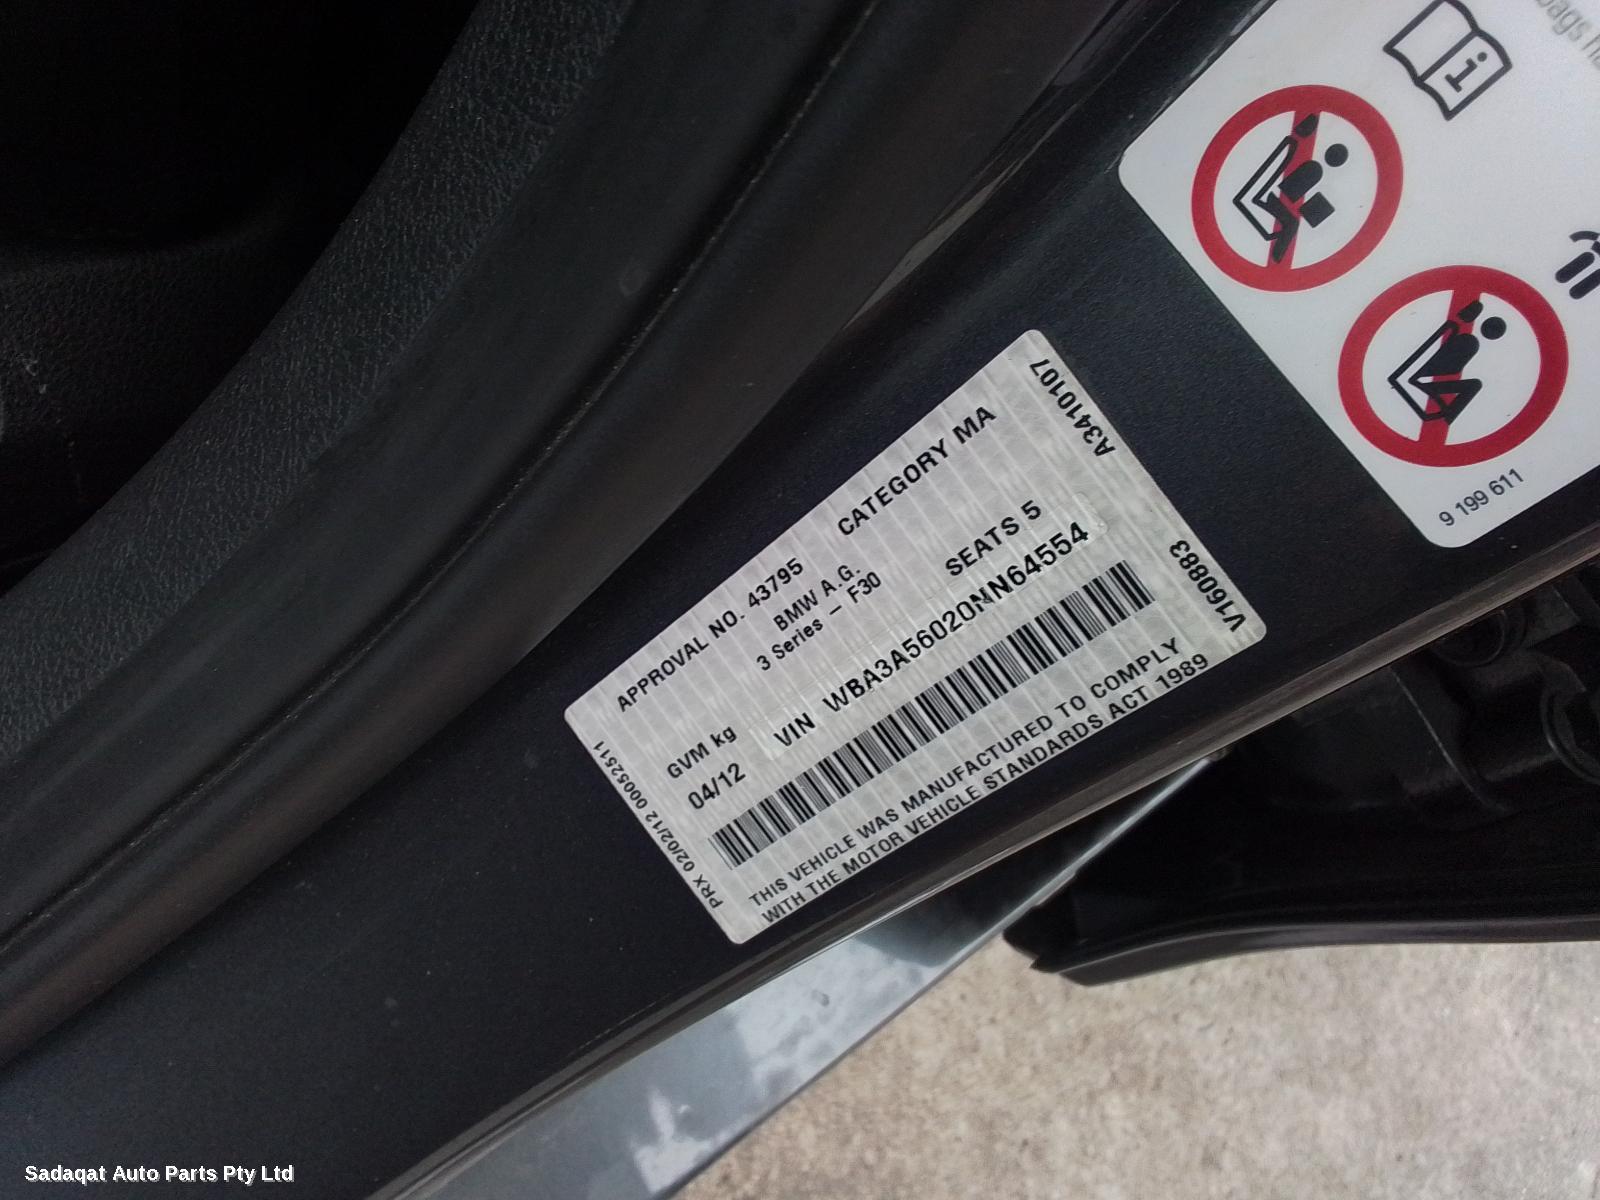 APPROVAL NO. 43795 CATEGORY MA
BMW A.G.
3 Series - F30
GVM kg SEATS 5
04/12 VIN WBA3A56020NN64554
THIS VEHICLE WAS MANUFACTURED TO COMPLY
WITH THE MOTOR VEHICLE STANDARDS ACT 1989
PRX 02/02/12 00052511
A3410107
V160883
i
9 199 611
Sadaqat Auto Parts Pty Ltd